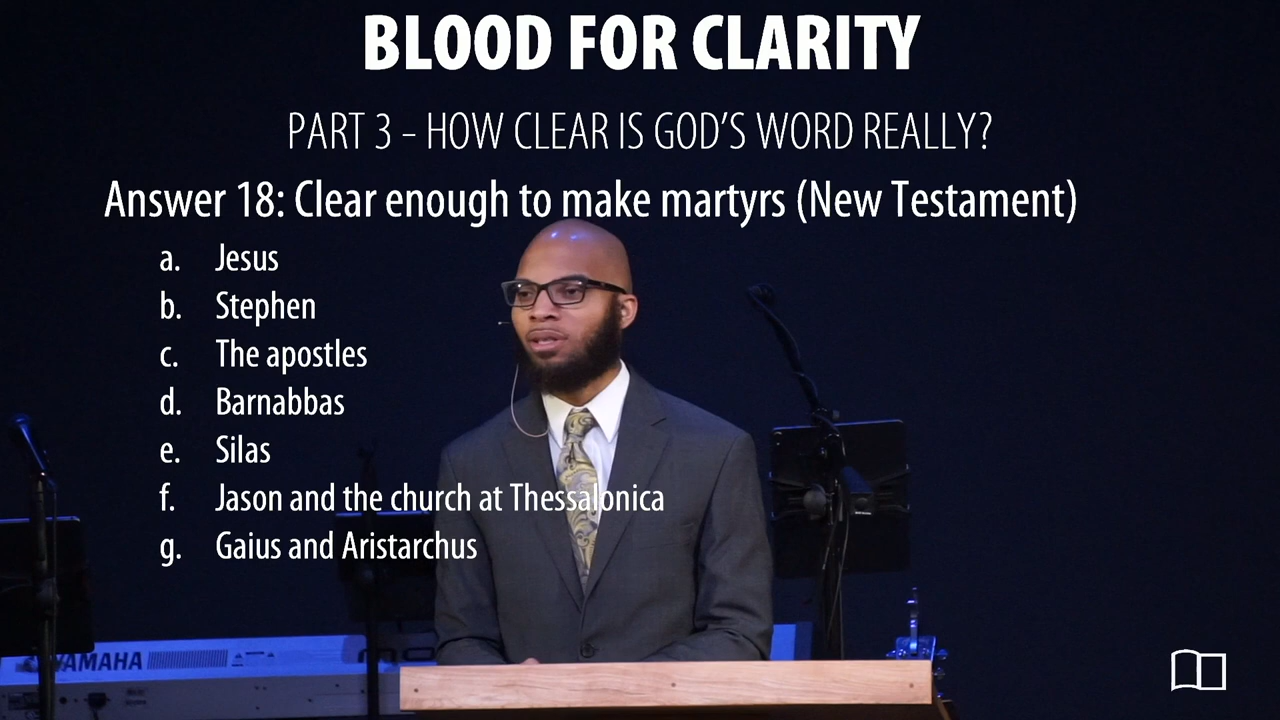 BLOOD FOR CLARITY
PART 3 – HOW CLEAR IS GOD'S WORD REALLY?
Answer 18: Clear enough to make martyrs (New Testament)
a. Jesus
b. Stephen
c. The apostles
d. Barnabbas
e. Silas
f. Jason and the church at Thessalonica
g. Gaius and Aristarchus
YAMAHA